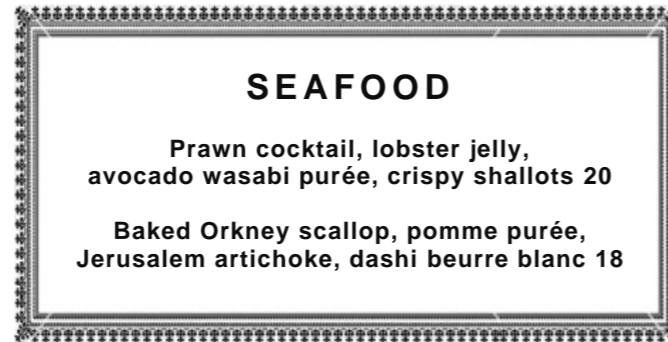 SEAFOOD
Prawn cocktail, lobster jelly,
avocado wasabi purée, crispy shallots 20
Baked Orkney scallop, pomme purée,
Jerusalem artichoke, dashi beurre blanc 18